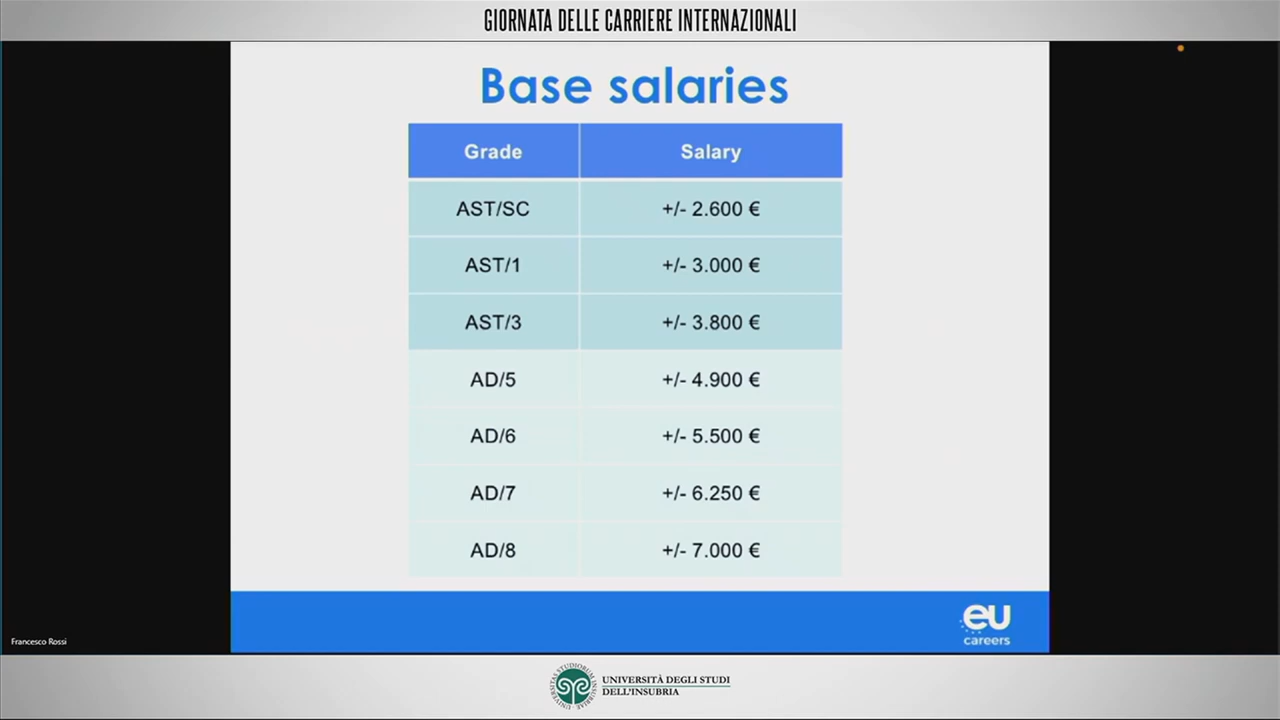 GIORNATA DELLE CARRIERE INTERNAZIONALI
Base salaries
Grade Salary
AST/SC +/- 2.600 €
AST/1 +/- 3.000 €
AST/3 +/- 3.800 €
AD/5 +/- 4.900 €
AD/6 +/- 5.500 €
AD/7 +/- 6.250 €
AD/8 +/- 7.000 €
eu
careers
Francesco Rossi
UNIVERSITÀ DEGLI STUDI
DELL'INSUBRIA